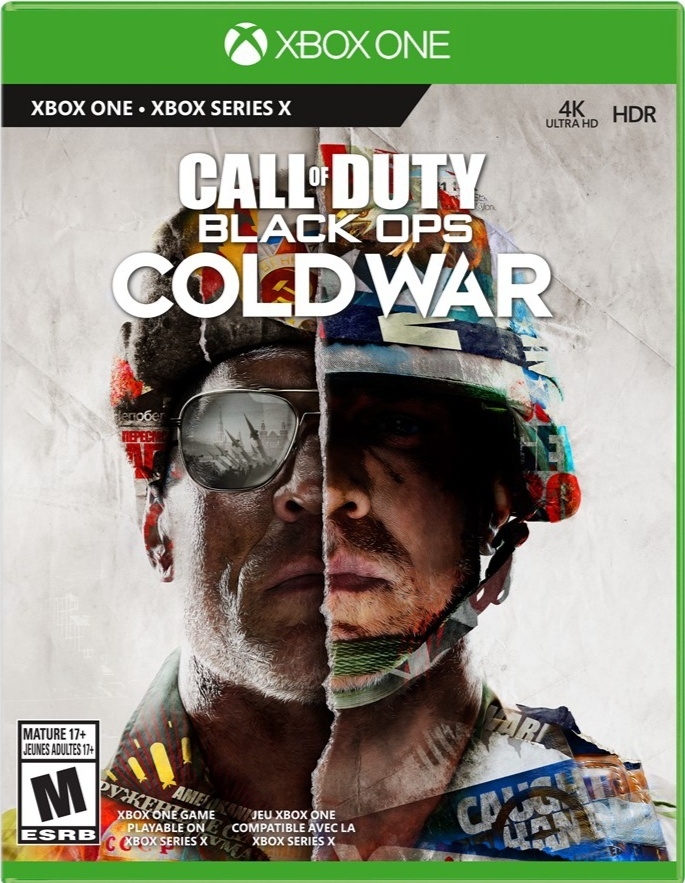 XBOX ONE
XBOX ONE • XBOX SERIES X
4K
ULTRA HD
HDR
CALL OF DUTY
BLACK OPS
COLD WAR
MATURE 17+
JEUNES ADULTES 17+
M
ESRB
XBOX ONE GAME
PLAYABLE ON
XBOX SERIES X
JEU XBOX ONE
COMPATIBLE AVEC LA
XBOX SERIES X